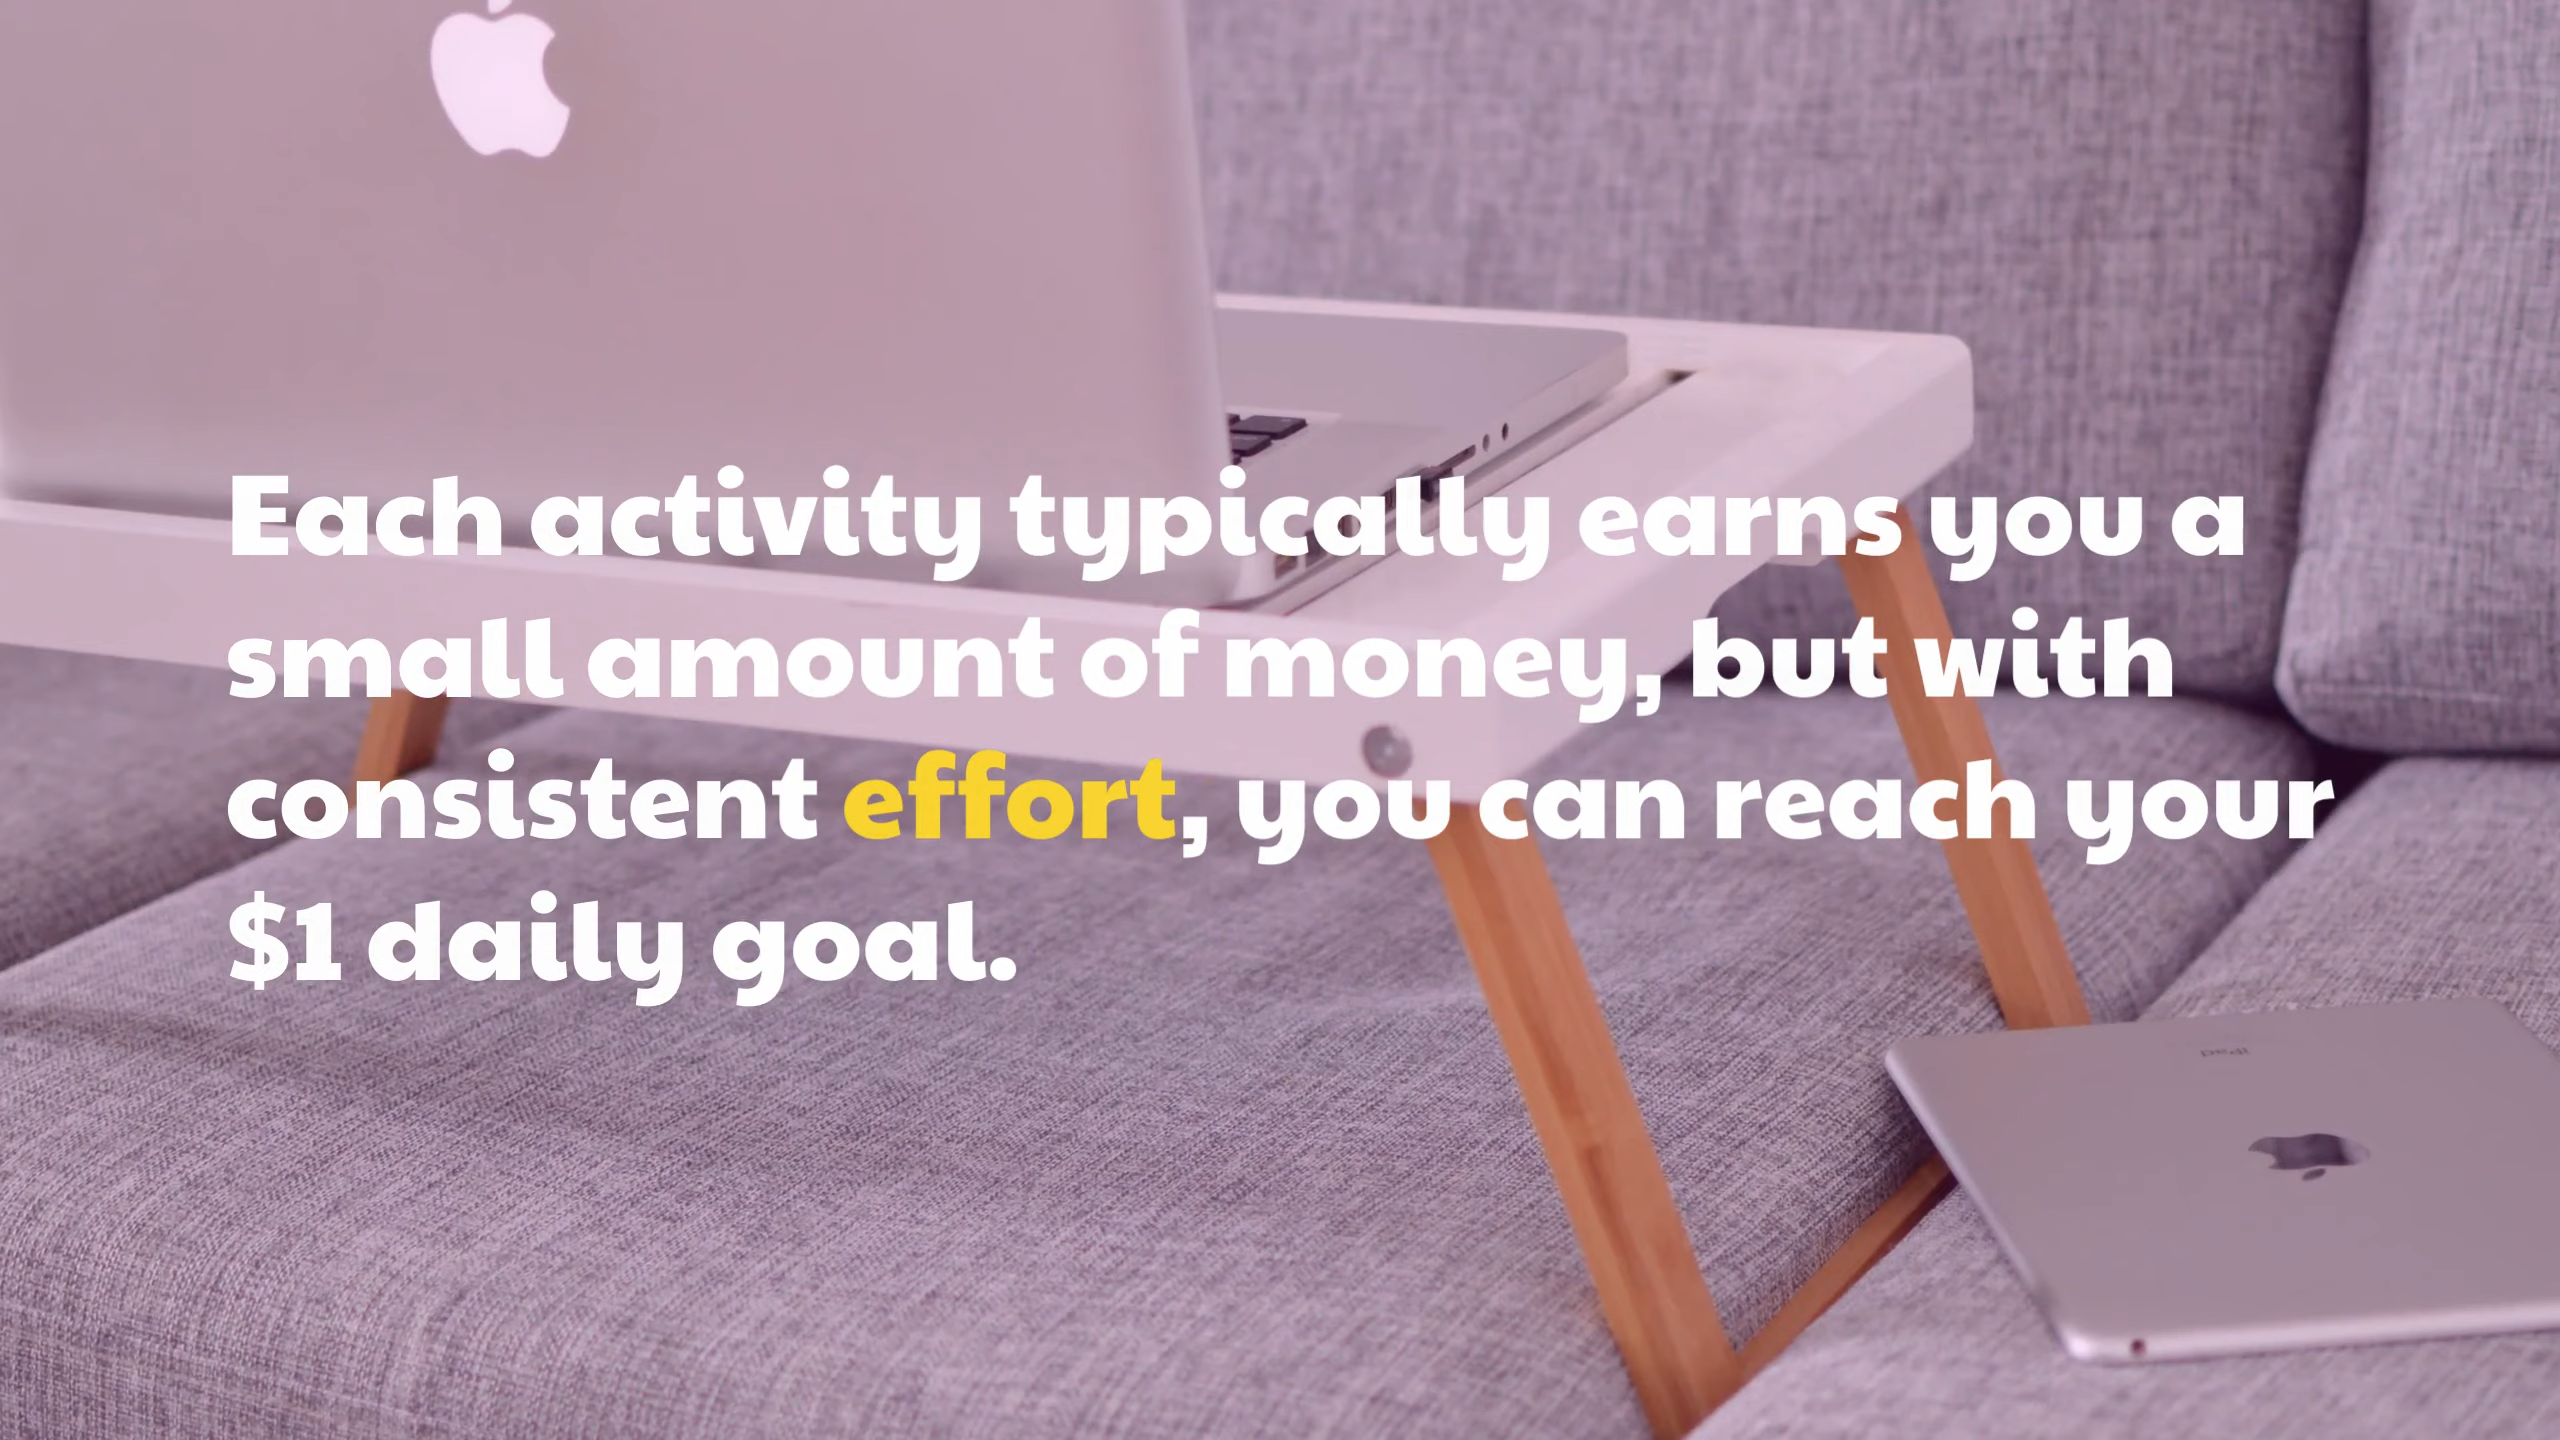 Each activity typically earns you a
small amount of money, but with
consistent effort, you can reach your
$1 daily goal.
iPad